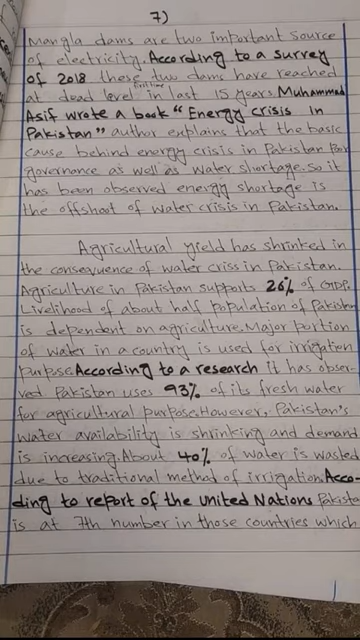 7)
Mangla dams are two important source
of electricity. According to a survey
of 2018 these two dams have reached
at dead level first time in last 15 years. Muhammad
Asif wrote a book "Energy crisis In
Pakistan" author explains that the basic
cause behind energy crisis in Pakistan
governance as well as water shortage. So it
has been observed energy shortage is
the offshoot of water crisis in Pakistan.
Agricultural yield has shrinked in
the consequence of water criss in Pakistan.
Agriculture in Pakistan supports 26% of GDP.
Livelihood of about half population of Pakistan
is dependent on agriculture. Major portion
of water in a country is used for irrigation
purpose. According to a research it has obser-
ved Pakistan uses 93% of its fresh water
for agricultural purpose. However, Pakistan's
water availability is shrinking and demand
is increasing. About 40% of water is wasted
due to traditional method of irrigation. Acco-
ding to report of the united Nations Pakista
is at 7th number in those countries which